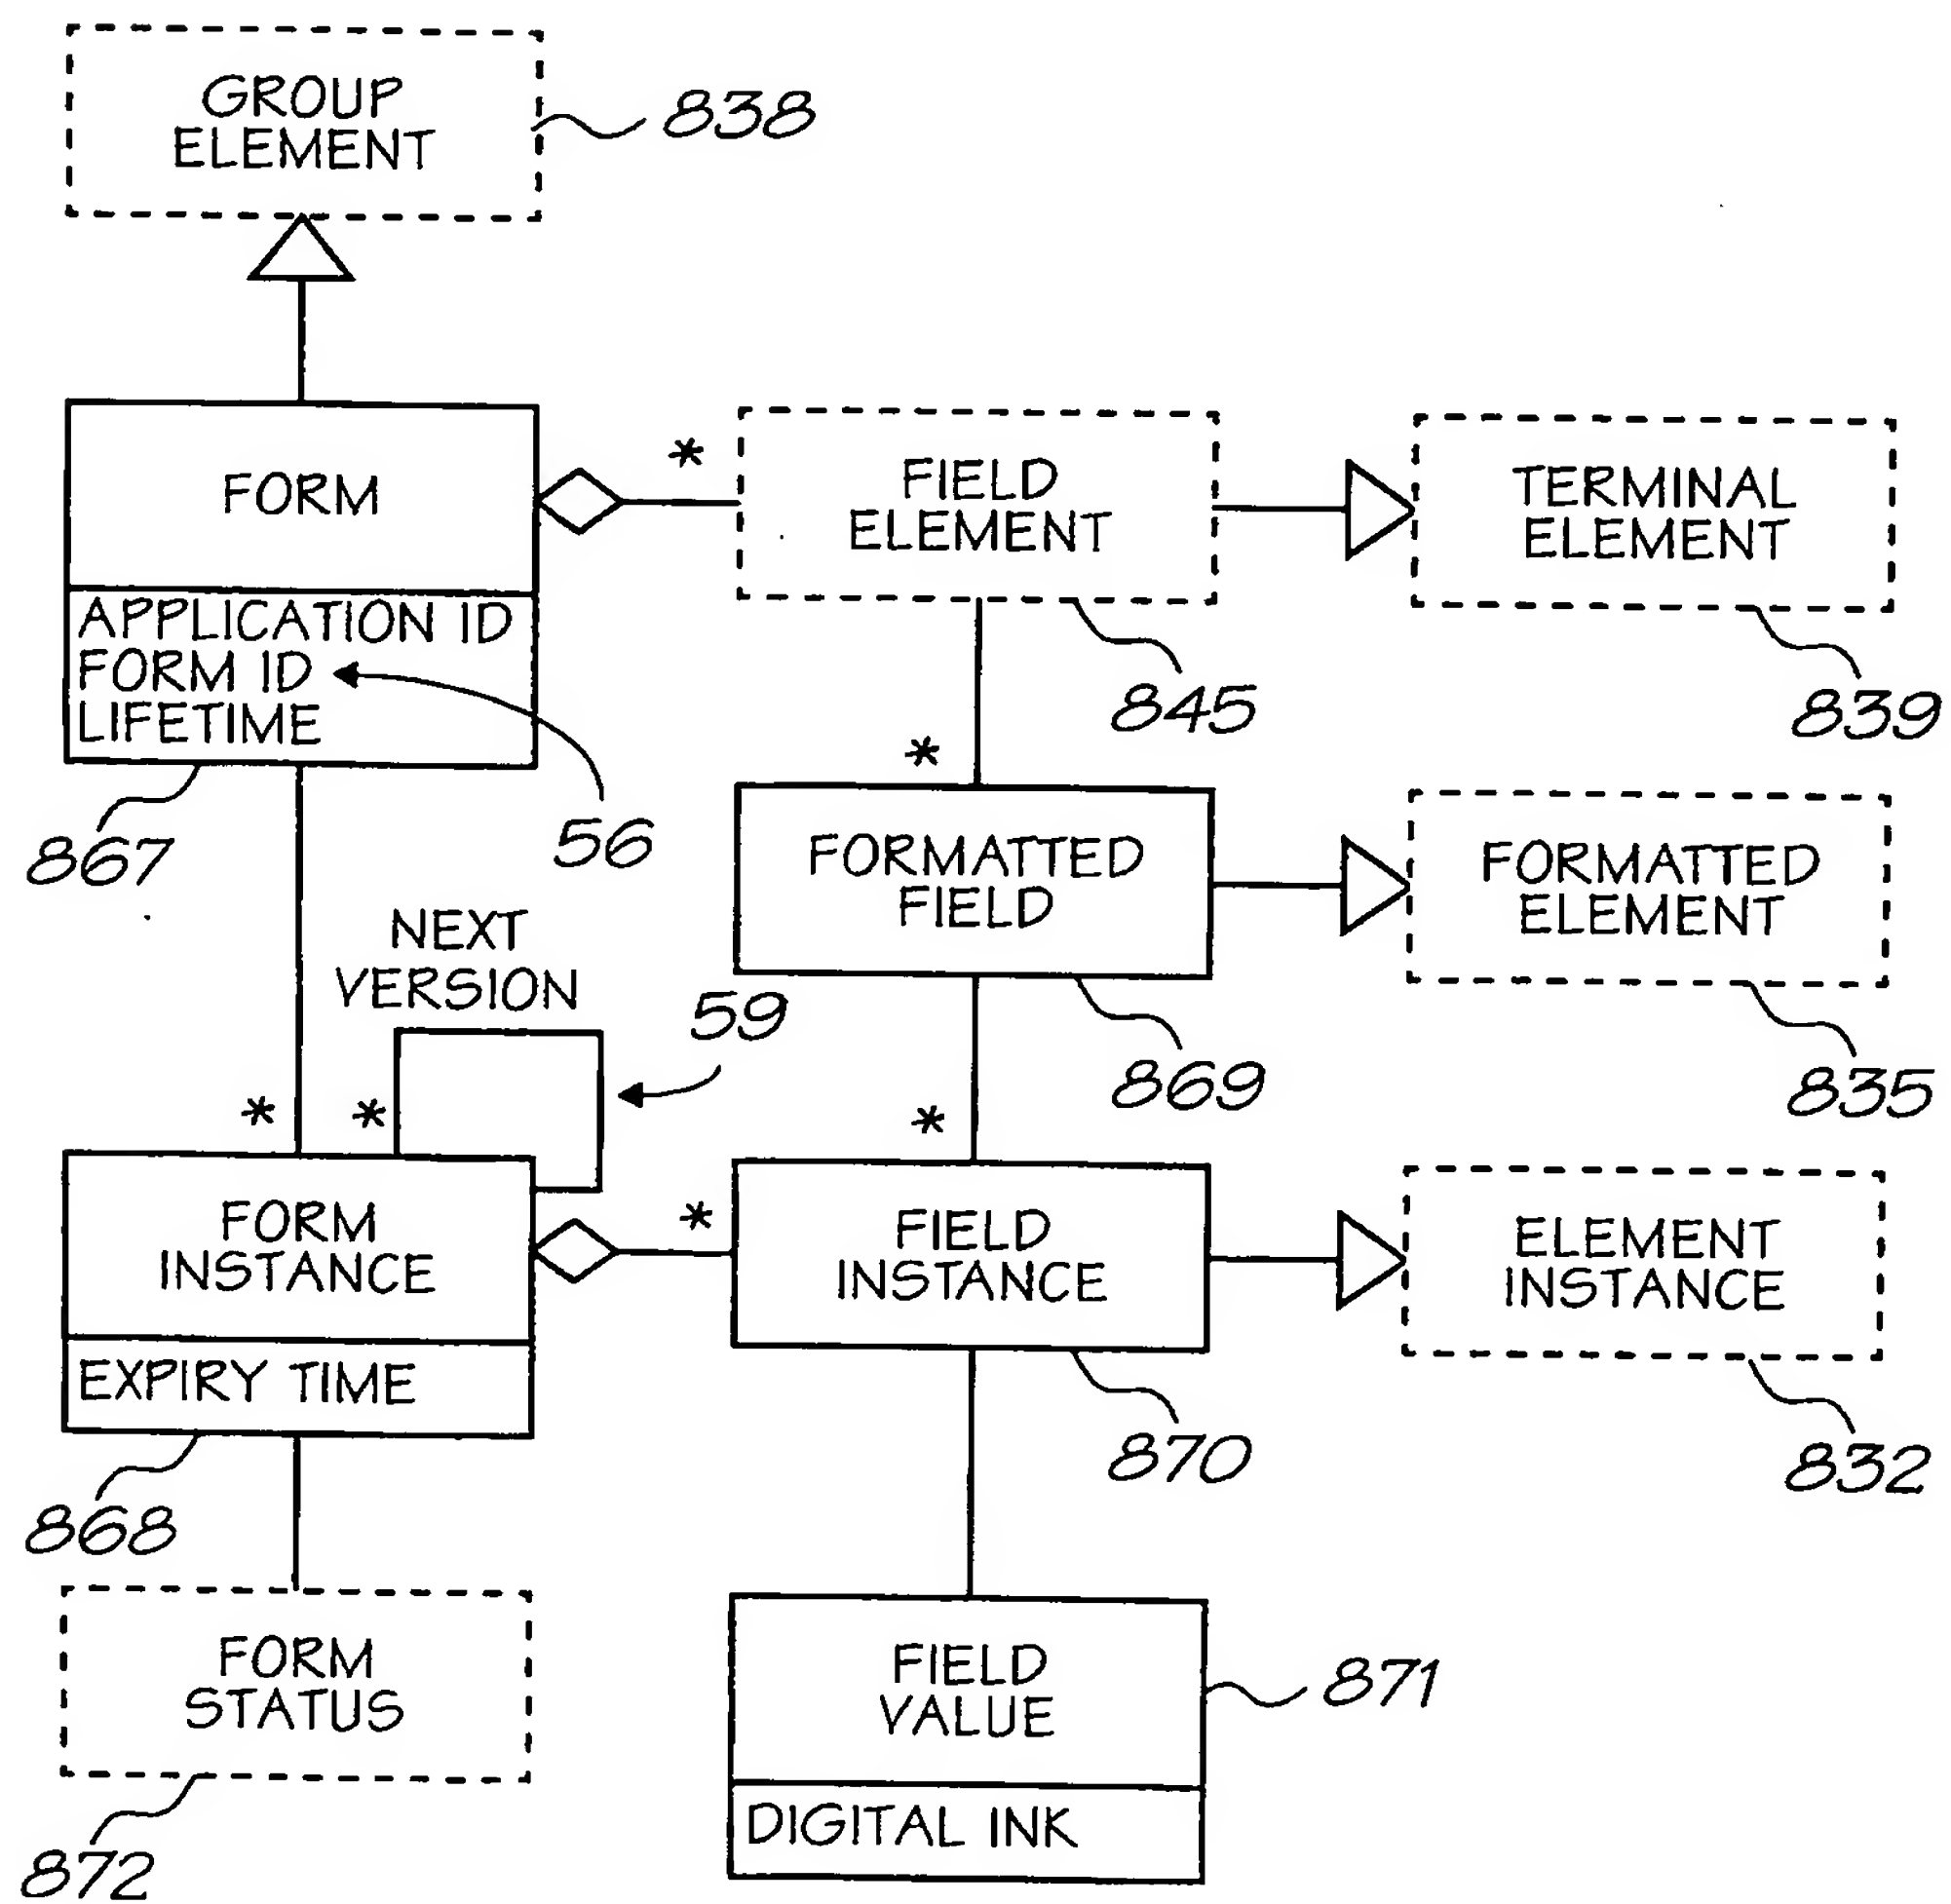 GROUP
ELEMENT
838
FORM
*
FIELD
ELEMENT
TERMINAL
ELEMENT
APPLICATION ID
FORM ID
LIFETIME
845
839
867
56
*
FORMATTED
FIELD
FORMATTED
ELEMENT
NEXT
VERSION
59
869
835
*
*
*
FORM
INSTANCE
*
FIELD
INSTANCE
ELEMENT
INSTANCE
EXPIRY TIME
870
832
868
FORM
STATUS
FIELD
VALUE
871
DIGITAL INK
872